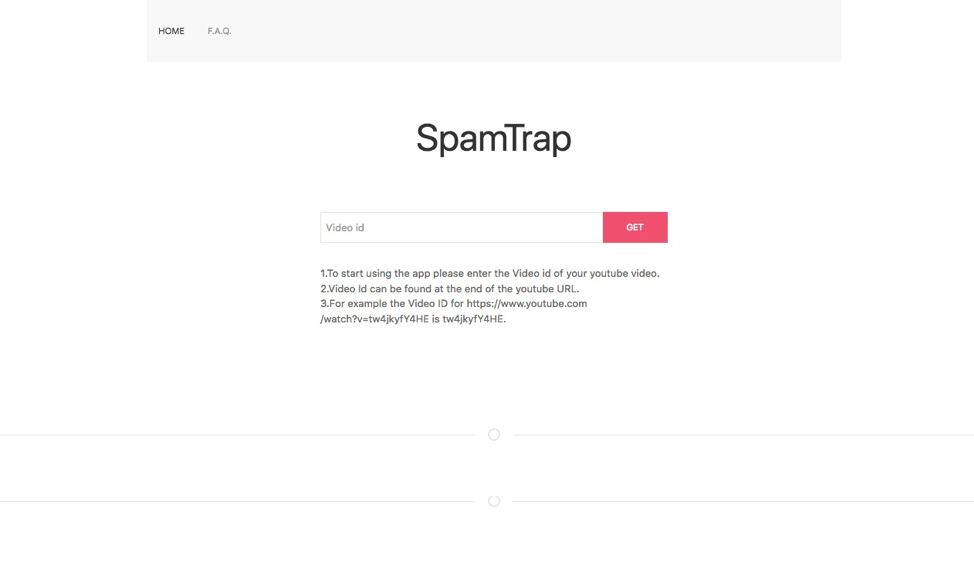 HOME
F.A.Q.
SpamTrap
Video id
GET
1.To start using the app please enter the Video id of your youtube video.
2.Video Id can be found at the end of the youtube URL.
3.For example the Video ID for https://www.youtube.com
/watch?v=tw4jkyfY4HE is tw4jkyfY4HE.